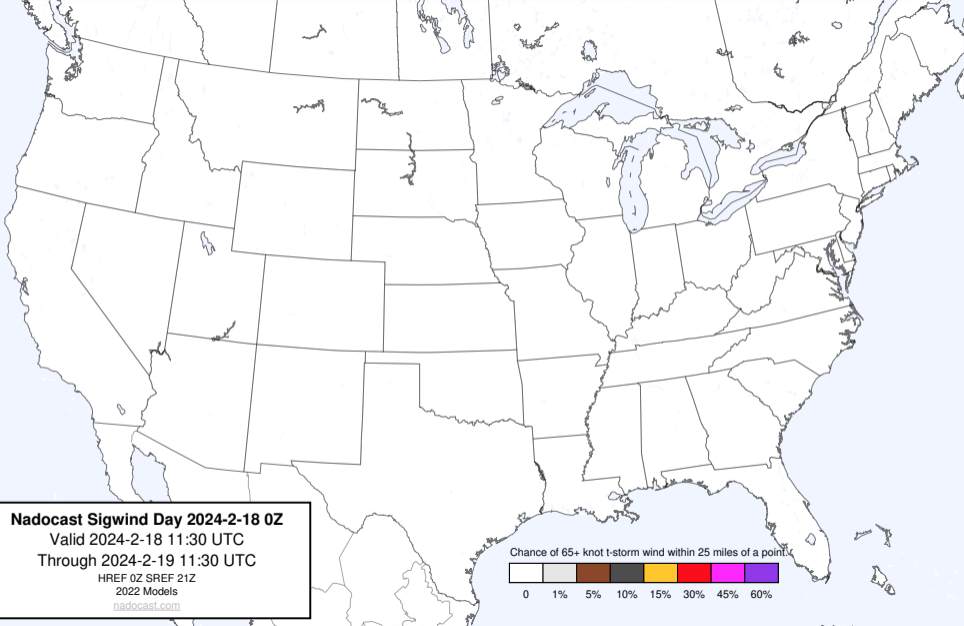 Nadocast Sigwind Day 2024-2-18 0Z
Valid 2024-2-18 11:30 UTC
Through 2024-2-19 11:30 UTC
HREF 0Z SREF 21Z
2022 Models
nadocast.com
Chance of 65+ knot t-storm wind within 25 miles of a point.
0 1% 5% 10% 15% 30% 45% 60%